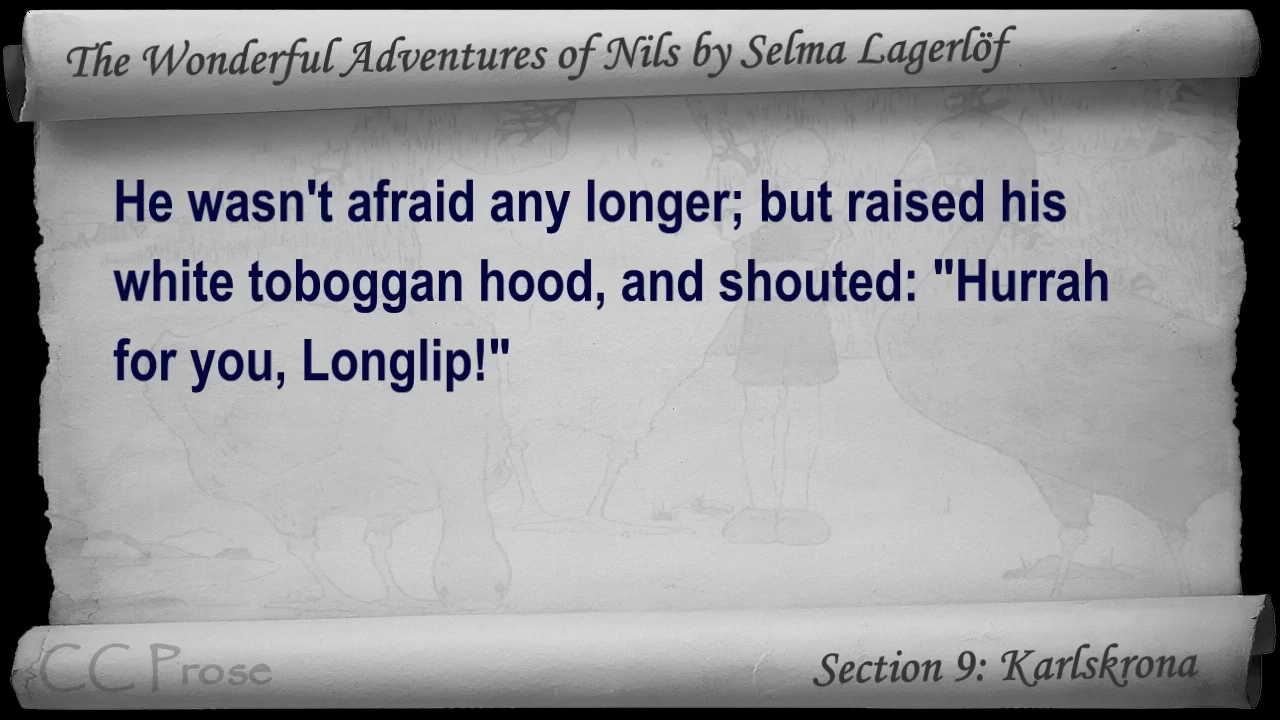 The Wonderful Adventures of Nils by Selma Lagerlöf
He wasn't afraid any longer; but raised his
white toboggan hood, and shouted: "Hurrah
for you, Longlip!"
CC Prose
Section 9: Karlskrona